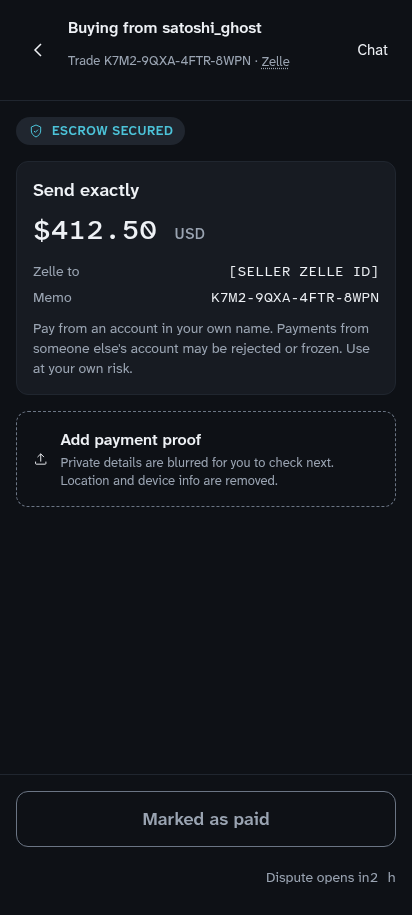 Buying from satoshi_ghost
Trade K7M2-9QXA-4FTR-8WPN · Zelle
Chat
ESCROW SECURED
Send exactly
$412.50 USD
Zelle to [SELLER ZELLE ID]
Memo K7M2-9QXA-4FTR-8WPN
Pay from an account in your own name. Payments from
someone else's account may be rejected or frozen. Use
at your own risk.
Add payment proof
Private details are blurred for you to check next.
Location and device info are removed.
Marked as paid
Dispute opens in2 h